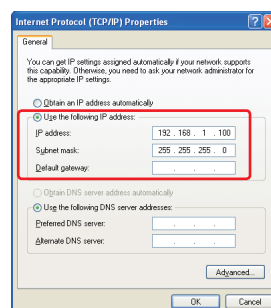 Internet Protocol (TCP/IP) Properties
General
You can get IP settings assigned automatically if your network supports
this capability. Otherwise, you need to ask your network administrator for
the appropriate IP settings.
Obtain an IP address automatically
Use the following IP address:
IP address: 192 . 168 . 1 . 100
Subnet mask: 255 . 255 . 255 . 0
Default gateway: . . .
Obtain DNS server address automatically
Use the following DNS server addresses:
Preferred DNS server: . . .
Alternate DNS server: . . .
Advanced...
OK Cancel